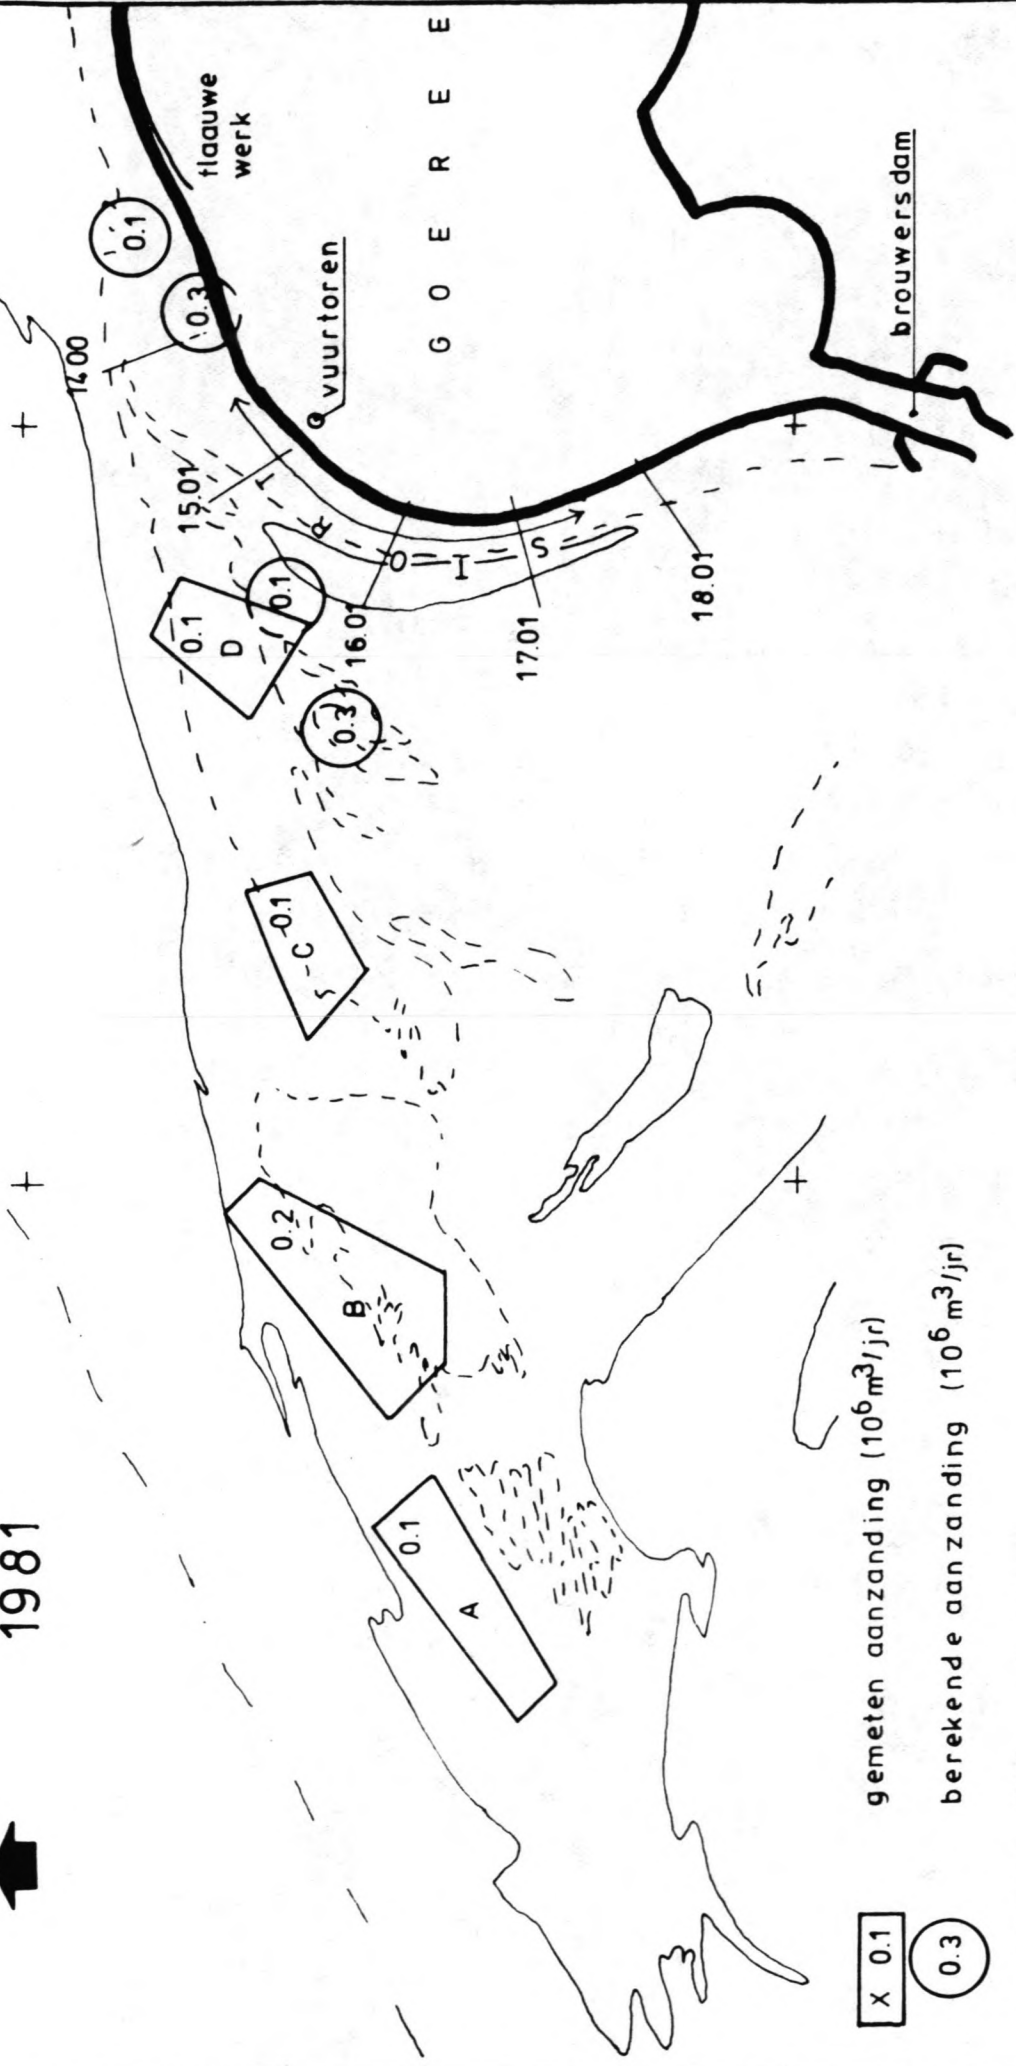 1981
flaauwe
werk
0.1
0.3
14.00
vuurtoren
G O E R E E
15.01
E R O S I
0.1
D
0.1
16.01
17.01
18.01
0.3
brouwersdam
0.1
C
0.2
B
0.1
A
X 0.1 gemeten aanzanding (10⁶m³/jr)
0.3 berekende aanzanding (10⁶m³/jr)